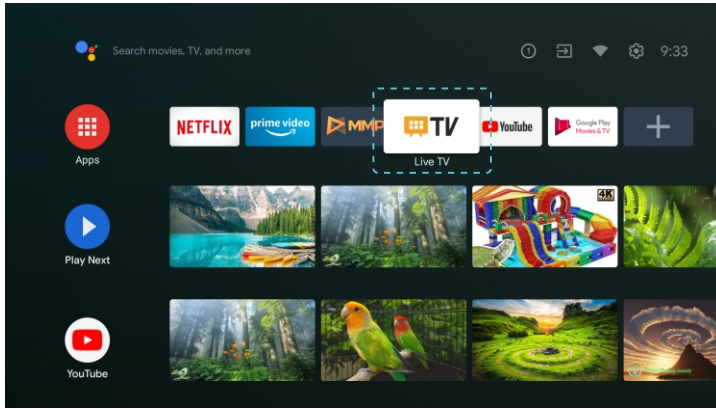 Search movies, TV, and more
1
9:33
NETFLIX
prime video
MMP
TV
YouTube
Google Play
Movies & TV
Apps
Live TV
4K
Play Next
YouTube